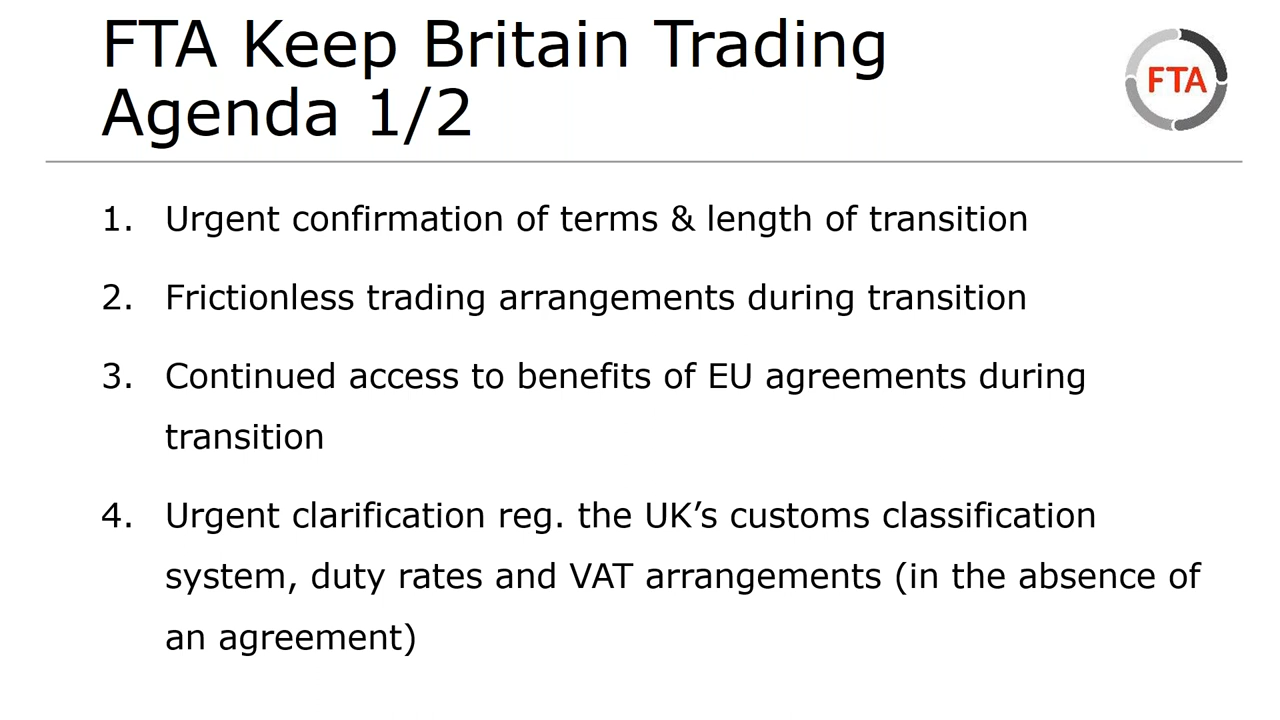 FTA Keep Britain Trading
Agenda 1/2
FTA
1. Urgent confirmation of terms & length of transition
2. Frictionless trading arrangements during transition
3. Continued access to benefits of EU agreements during
transition
4. Urgent clarification reg. the UK’s customs classification
system, duty rates and VAT arrangements (in the absence of
an agreement)